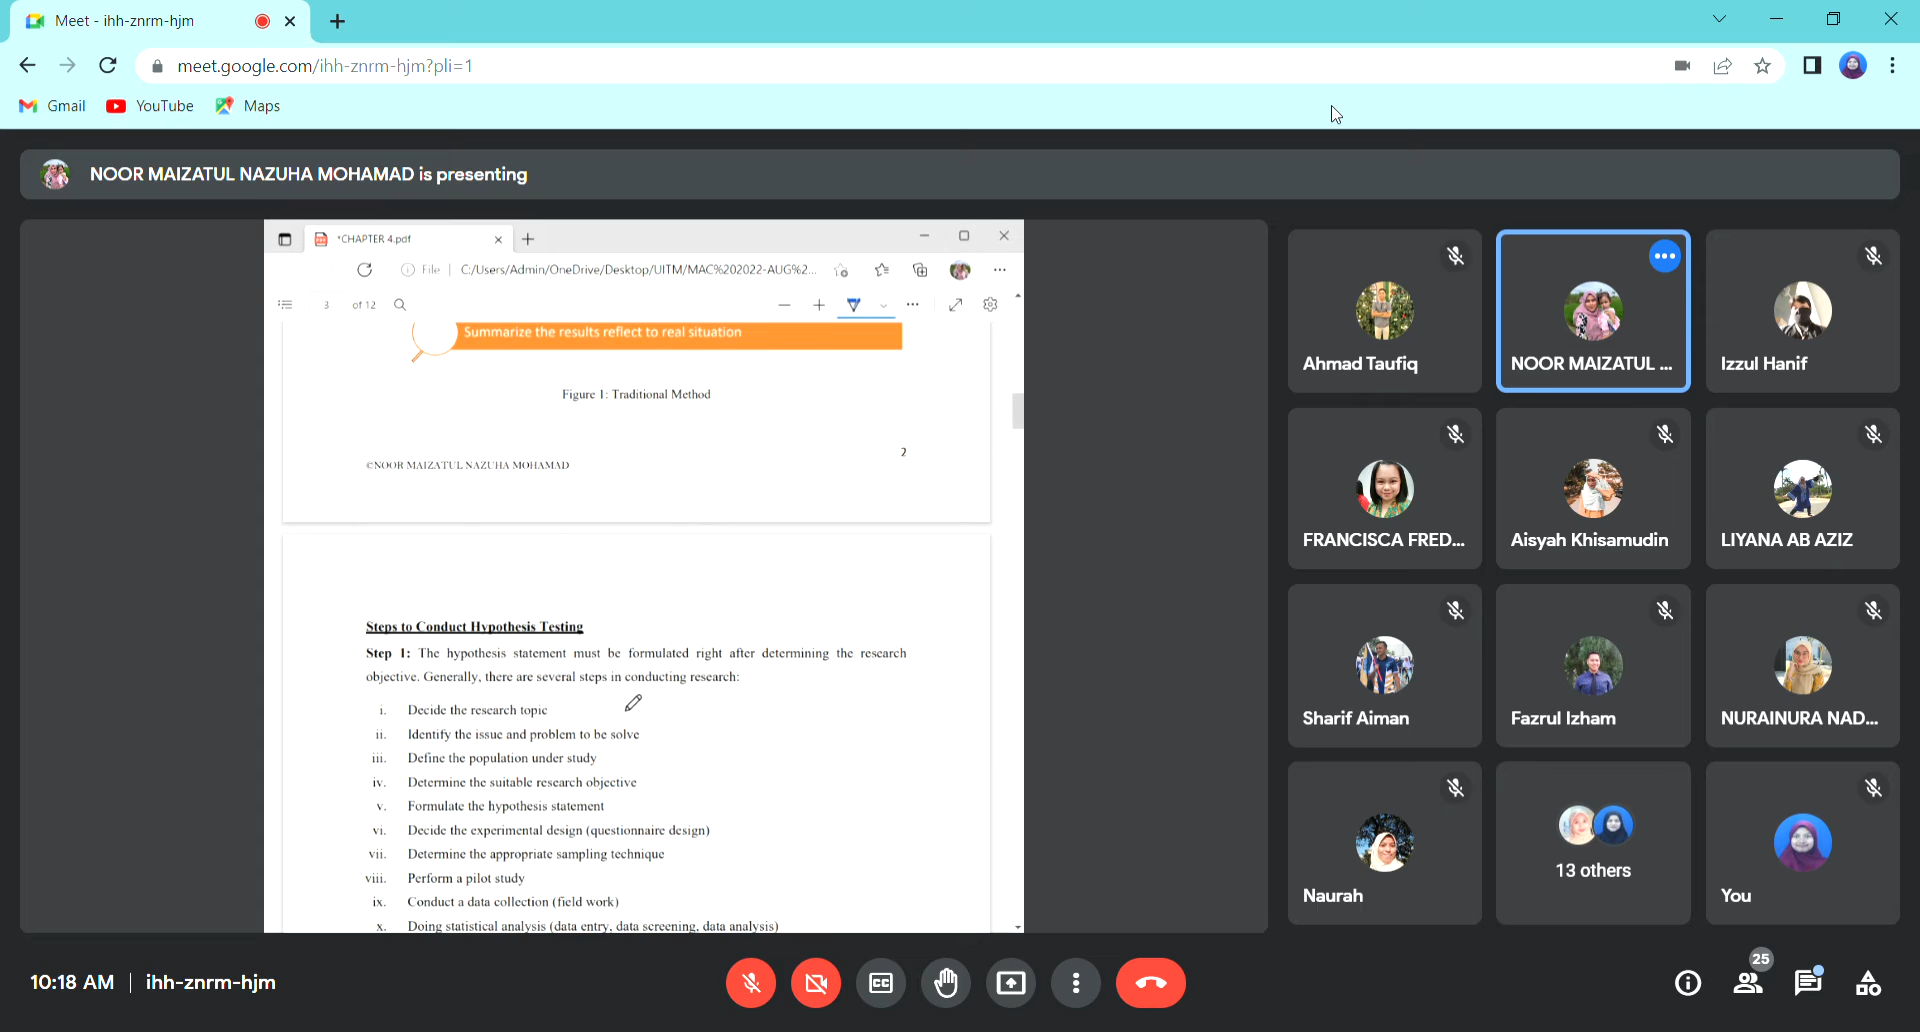 Meet - ihh-znrm-hjm
meet.google.com/ihh-znrm-hjm?pli=1
Gmail YouTube Maps
NOOR MAIZATUL NAZUHA MOHAMAD is presenting
*CHAPTER 4.pdf
File | C:/Users/Admin/OneDrive/Desktop/UITM/MAC%202022-AUG%2...
3 of 12
Summarize the results reflect to real situation
Figure 1: Traditional Method
2
©NOOR MAIZATUL NAZUHA MOHAMAD
Steps to Conduct Hypothesis Testing
Step 1: The hypothesis statement must be formulated right after determining the research
objective. Generally, there are several steps in conducting research:
i. Decide the research topic
ii. Identify the issue and problem to be solve
iii. Define the population under study
iv. Determine the suitable research objective
v. Formulate the hypothesis statement
vi. Decide the experimental design (questionnaire design)
vii. Determine the appropriate sampling technique
viii. Perform a pilot study
ix. Conduct a data collection (field work)
x. Doing statistical analysis (data entry, data screening, data analysis)
Ahmad Taufiq
NOOR MAIZATUL ...
Izzul Hanif
FRANCISCA FRED...
Aisyah Khisamudin
LIYANA AB AZIZ
Sharif Aiman
Fazrul Izham
NURAINURA NAD...
Naurah
13 others
You
10:18 AM | ihh-znrm-hjm
CC
25